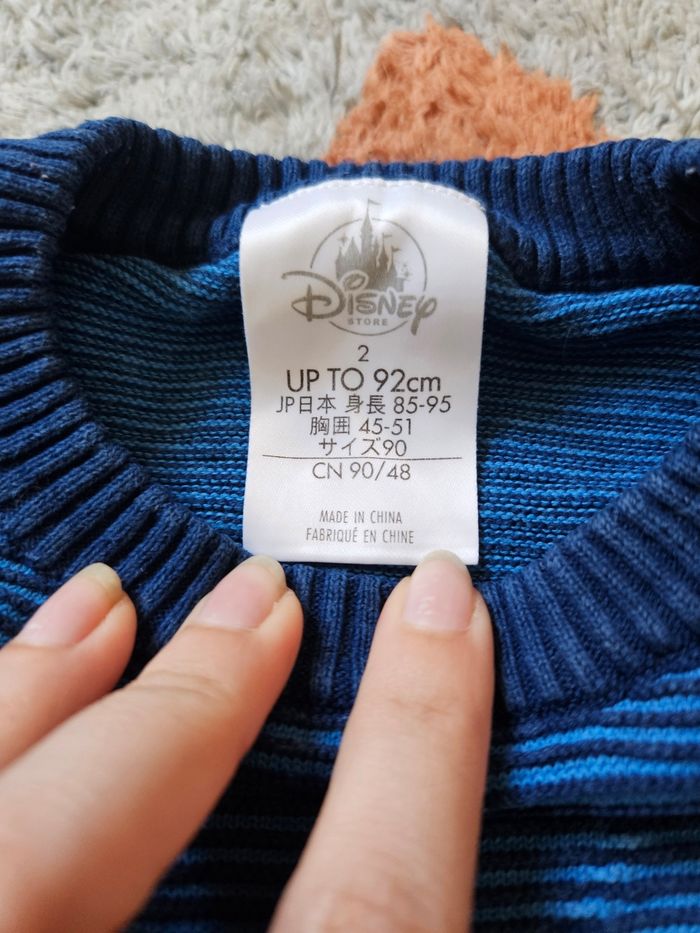 Disney
STORE
2
UP TO 92cm
JP日本 身長 85-95
胸囲 45-51
サイズ90
CN 90/48
MADE IN CHINA
FABRIQUÉ EN CHINE